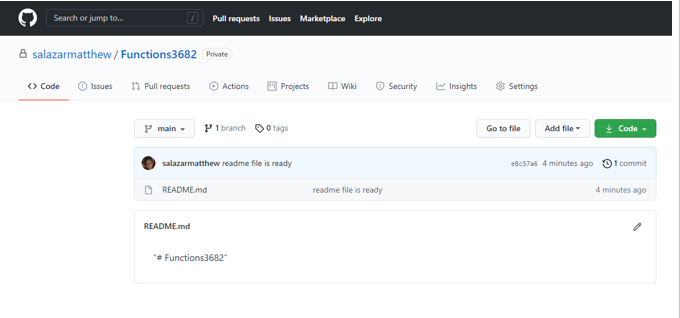 Search or jump to... / Pull requests Issues Marketplace Explore
salazarmatthew / Functions3682 Private
Code Issues Pull requests Actions Projects Wiki Security Insights Settings
main 1 branch 0 tags Go to file Add file Code
salazarmatthew readme file is ready e8c57a6 4 minutes ago 1 commit
README.md readme file is ready 4 minutes ago
README.md
"# Functions3682"